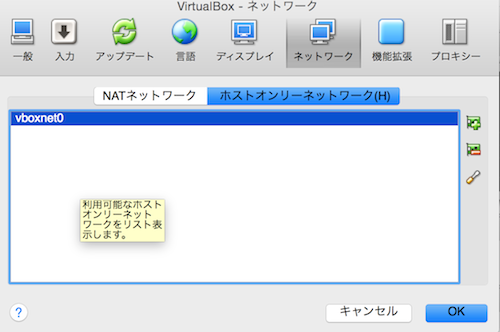 VirtualBox - ネットワーク
一般 入力 アップデート 言語 ディスプレイ ネットワーク 機能拡張 プロキシー
NATネットワーク ホストオンリーネットワーク(H)
vboxnet0
利用可能なホスト
オンリーネット
ワークをリスト表
示します。
? キャンセル OK